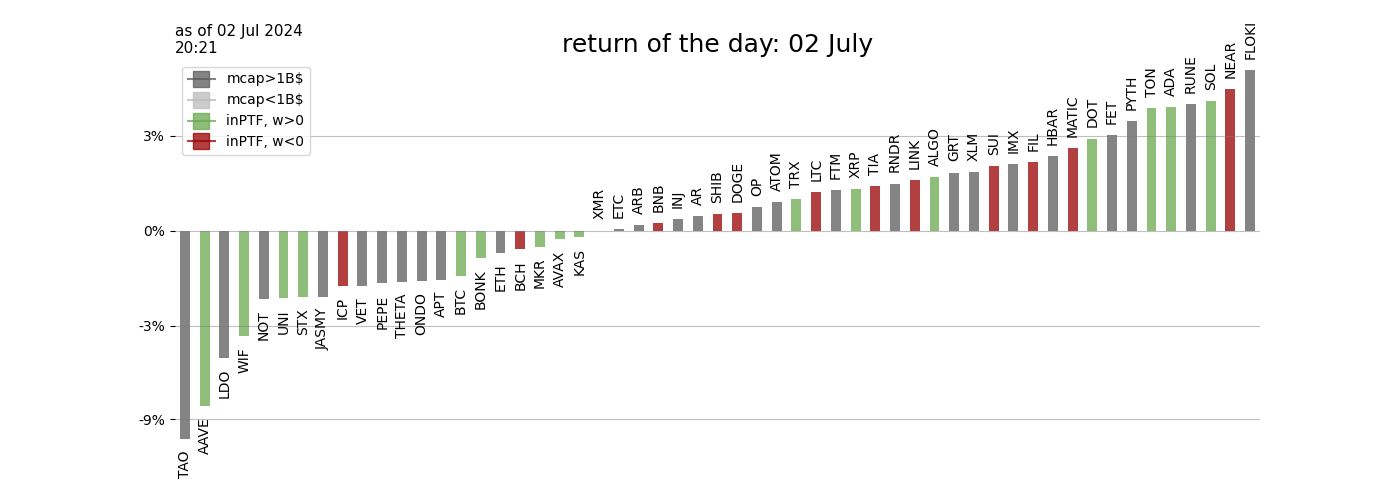 as of 02 Jul 2024
20:21
return of the day: 02 July
mcap>1B$
mcap<1B$
inPTF, w>0
inPTF, w<0
3%
0%
-3%
-9%
TAO
AAVE
LDO
WIF
NOT
UNI
STX
JASMY
ICP
VET
PEPE
THETA
ONDO
APT
BTC
BONK
ETH
BCH
MKR
AVAX
KAS
XMR
ETC
ARB
BNB
INJ
AR
SHIB
DOGE
OP
ATOM
TRX
LTC
FTM
XRP
TIA
RNDR
LINK
ALGO
GRT
XLM
SUI
IMX
FIL
HBAR
MATIC
DOT
FET
PYTH
TON
ADA
RUNE
SOL
NEAR
FLOKI